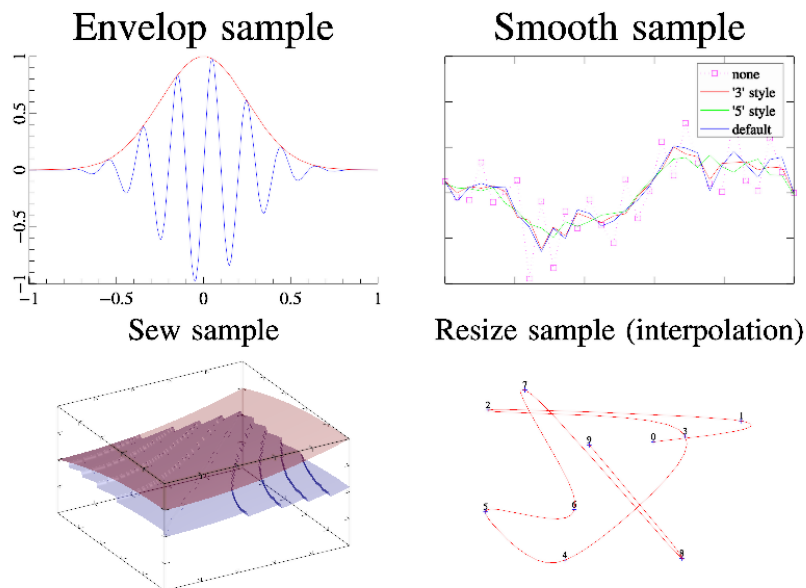 Envelop sample
Smooth sample
1
0.5
0
−0.5
−1
−1
−0.5
0
0.5
1
none
'3' style
'5' style
default
Sew sample
Resize sample (interpolation)
7
2
1
3
0
9
5
6
4
8